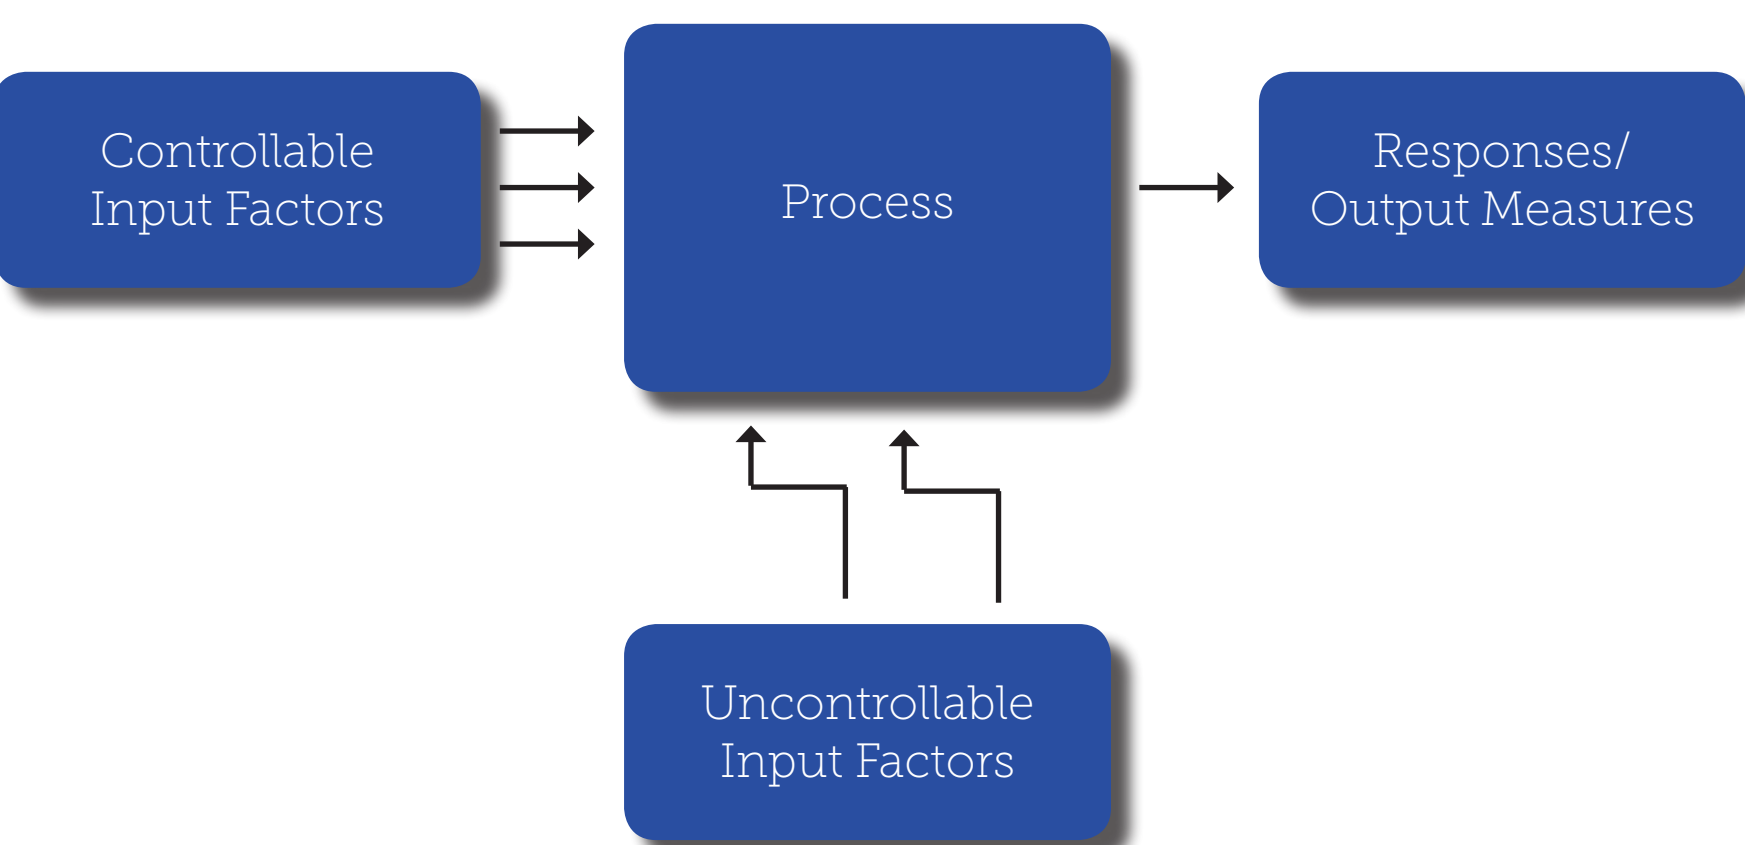 Controllable
Input Factors
Process
Responses/
Output Measures
Uncontrollable
Input Factors